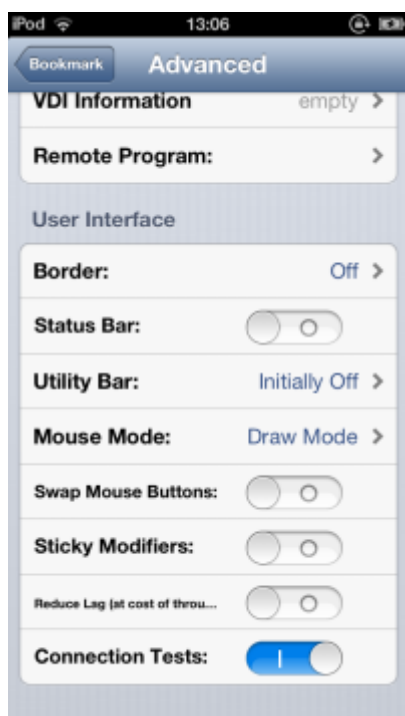 iPod 13:06
Bookmark Advanced
VDI Information empty
Remote Program:
User Interface
Border: Off
Status Bar:
Utility Bar: Initially Off
Mouse Mode: Draw Mode
Swap Mouse Buttons:
Sticky Modifiers:
Reduce Lag (at cost of throu...
Connection Tests: